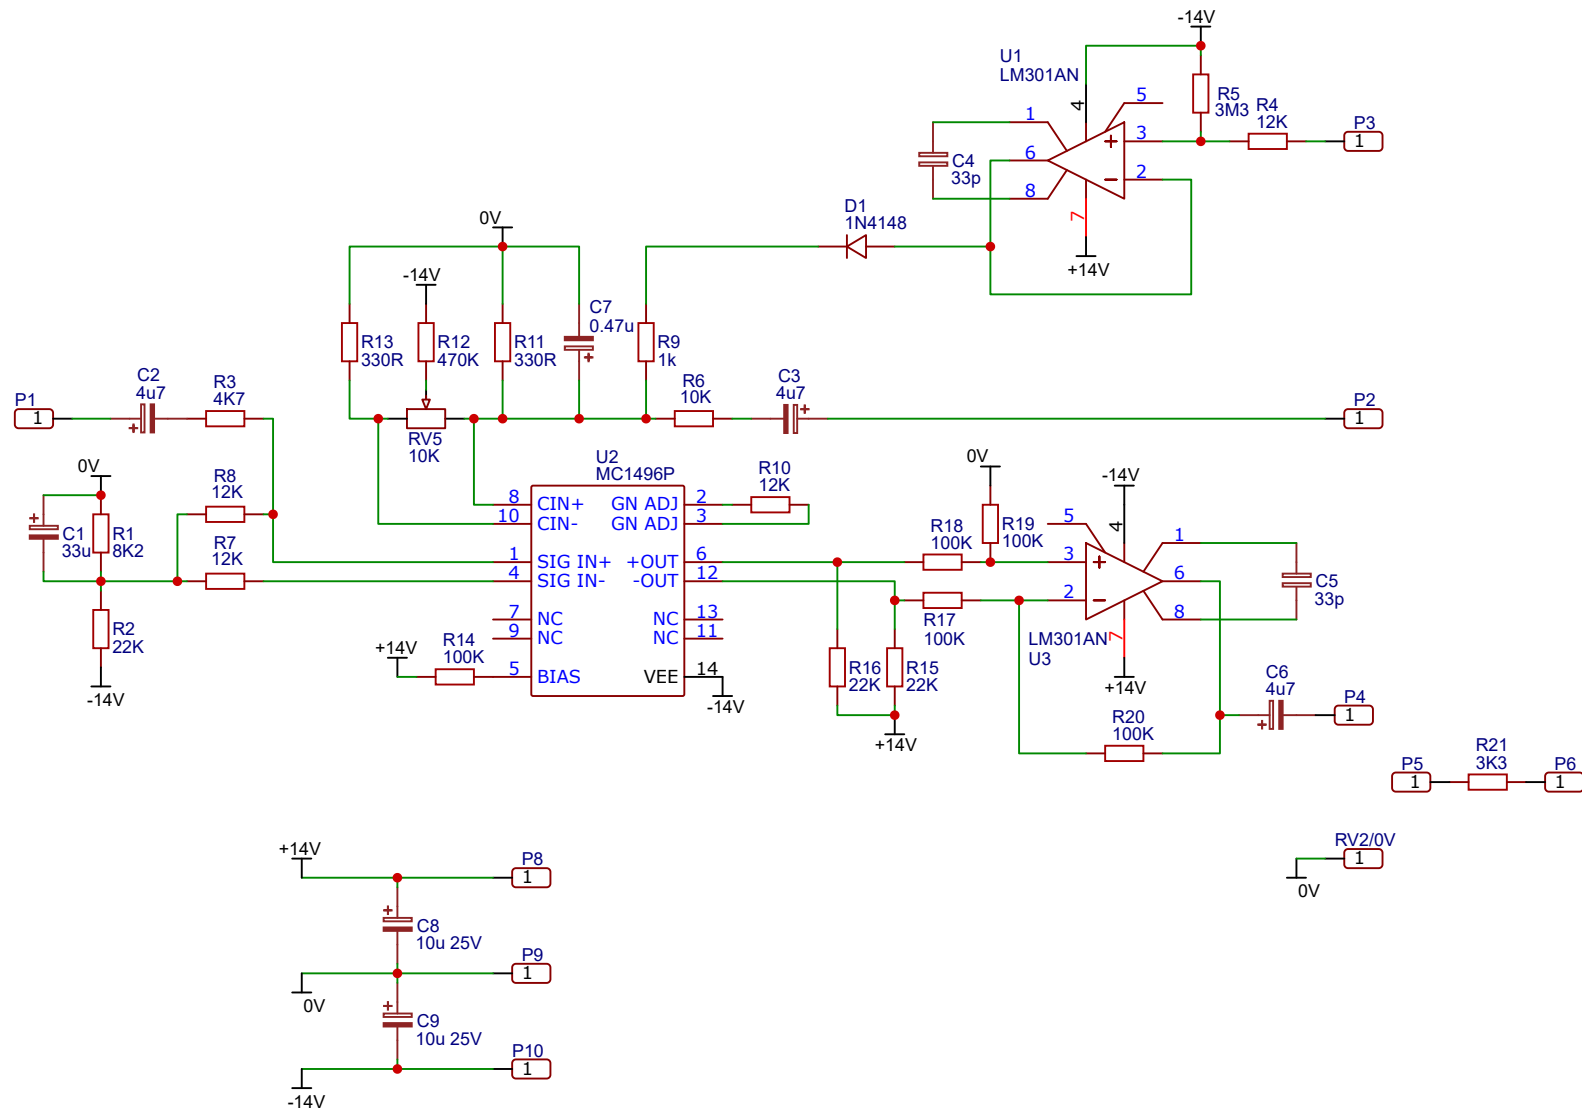 -14V
U1
LM301AN
4
5
R5
3M3
R4
12K
P3
1
1
3
6
C4
33p
2
8
7
+14V
D1
1N4148
0V
-14V
C7
0.47u
R13
330R
R12
470K
R11
330R
R9
1k
C2
4u7
R3
4K7
R6
10K
C3
4u7
P1
1
P2
1
RV5
10K
U2
MC1496P
0V
R8
12K
R10
12K
0V
-14V
8 CIN+ GN ADJ 2
10 CIN- GN ADJ 3
C1
33u
R1
8K2
R7
12K
1 SIG IN+ +OUT 6
4 SIG IN- -OUT 12
7 NC NC 13
9 NC NC 11
5 BIAS VEE 14
R18
100K
R19
100K
5
4
3
2
1
6
8
7
C5
33p
R17
100K
LM301AN
U3
R2
22K
-14V
+14V
R14
100K
-14V
R16
22K
R15
22K
+14V
+14V
C6
4u7
P4
1
R20
100K
P5
1
R21
3K3
P6
1
+14V
P8
1
RV2/0V
1
0V
C8
10u 25V
P9
1
0V
C9
10u 25V
P10
1
-14V